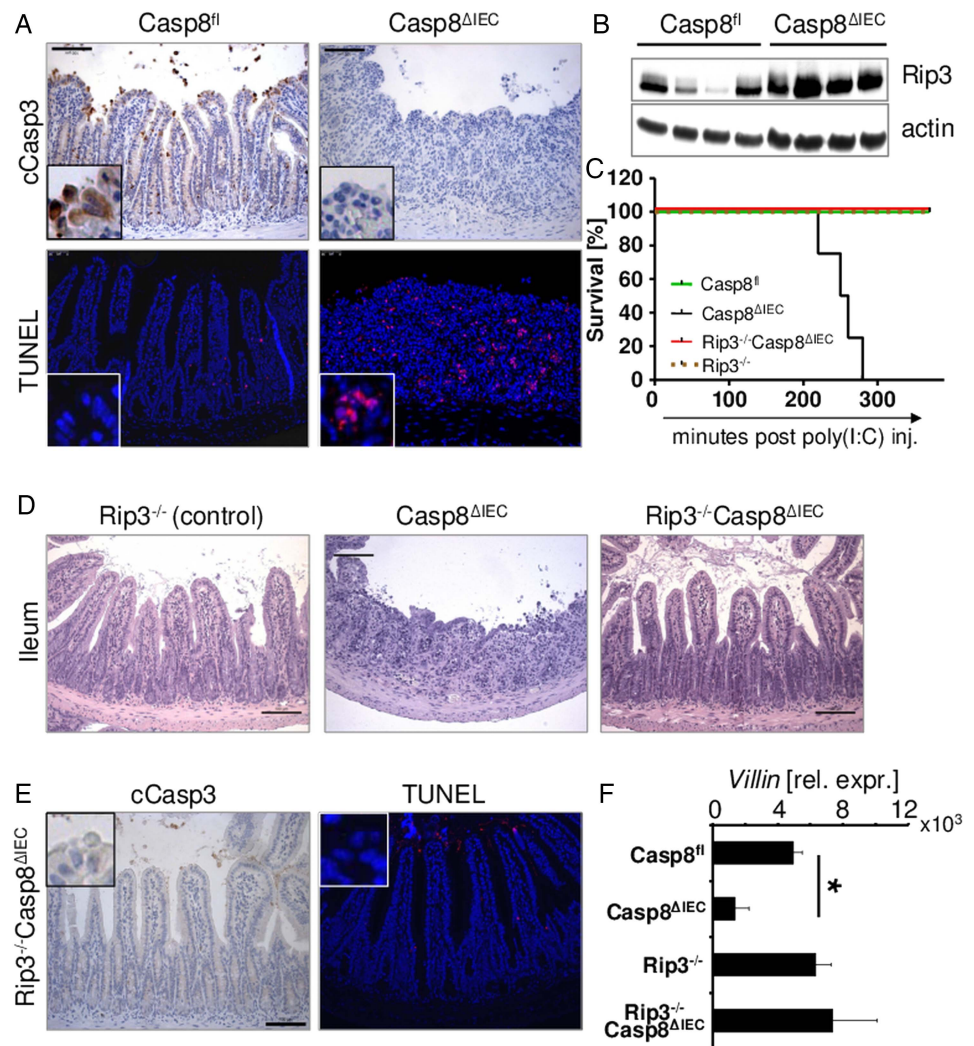 A
Casp8fl
Casp8ΔIEC
cCasp3
TUNEL
B
Casp8fl
Casp8ΔIEC
Rip3
actin
C
Survival [%]
120
100
80
60
40
20
0
Casp8fl
Casp8ΔIEC
Rip3-/-Casp8ΔIEC
Rip3-/-
0 100 200 300
minutes post poly(I:C) inj.
D
Rip3-/- (control)
Casp8ΔIEC
Rip3-/-Casp8ΔIEC
Ileum
E
cCasp3
TUNEL
Rip3-/-Casp8ΔIEC
F
Villin [rel. expr.]
0 4 8 12
x10³
Casp8fl
Casp8ΔIEC
Rip3-/-
Rip3-/-
Casp8ΔIEC
*